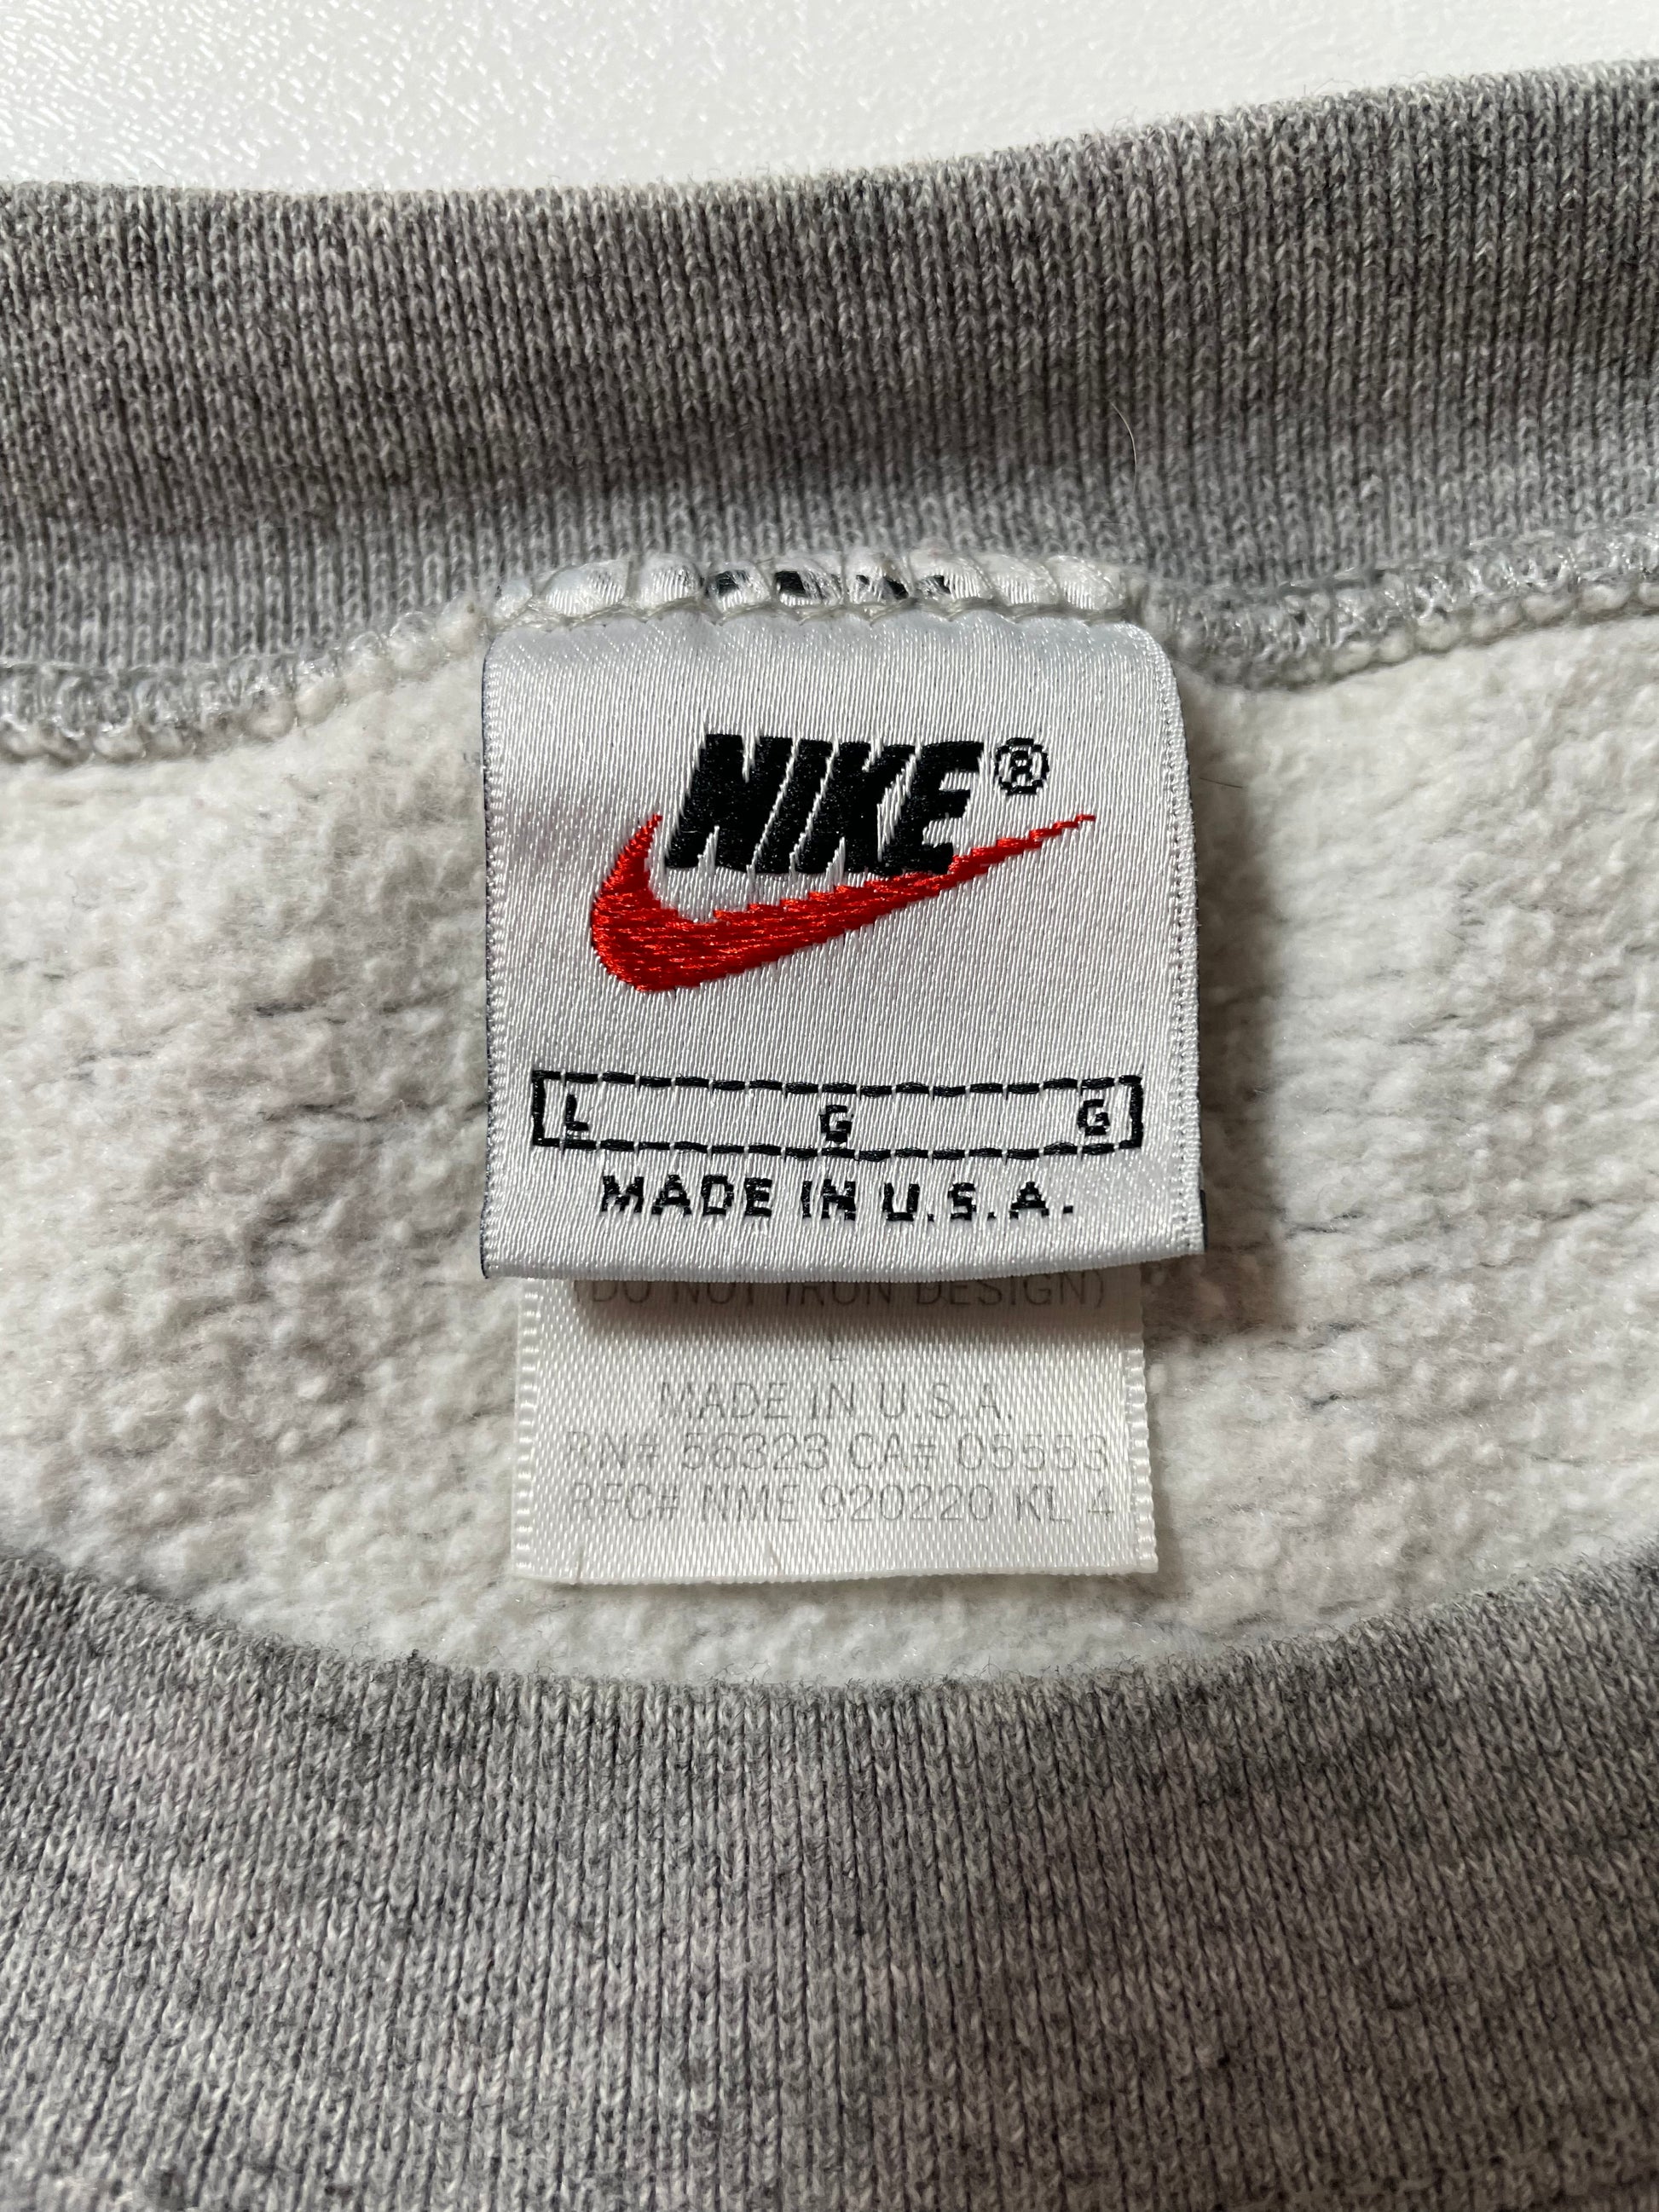 NIKE®
L G G
MADE IN U.S.A.
(DO NOT IRON DESIGN)
L
MADE IN U.S.A.
RN# 56323 CA# 05553
RFC# NME 920220 KL 4